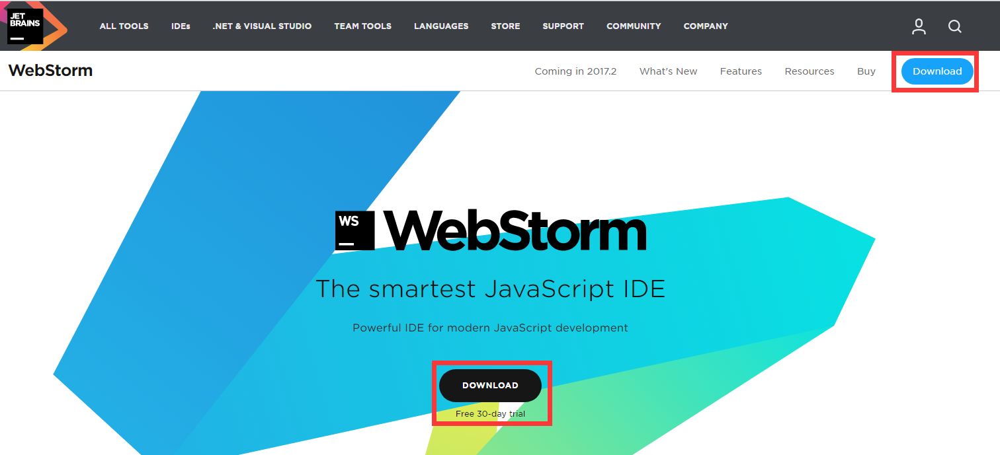 JET
BRAINS
ALL TOOLS IDEs .NET & VISUAL STUDIO TEAM TOOLS LANGUAGES STORE SUPPORT COMMUNITY COMPANY
WebStorm Coming in 2017.2 What's New Features Resources Buy Download
WS WebStorm
The smartest JavaScript IDE
Powerful IDE for modern JavaScript development
DOWNLOAD
Free 30-day trial